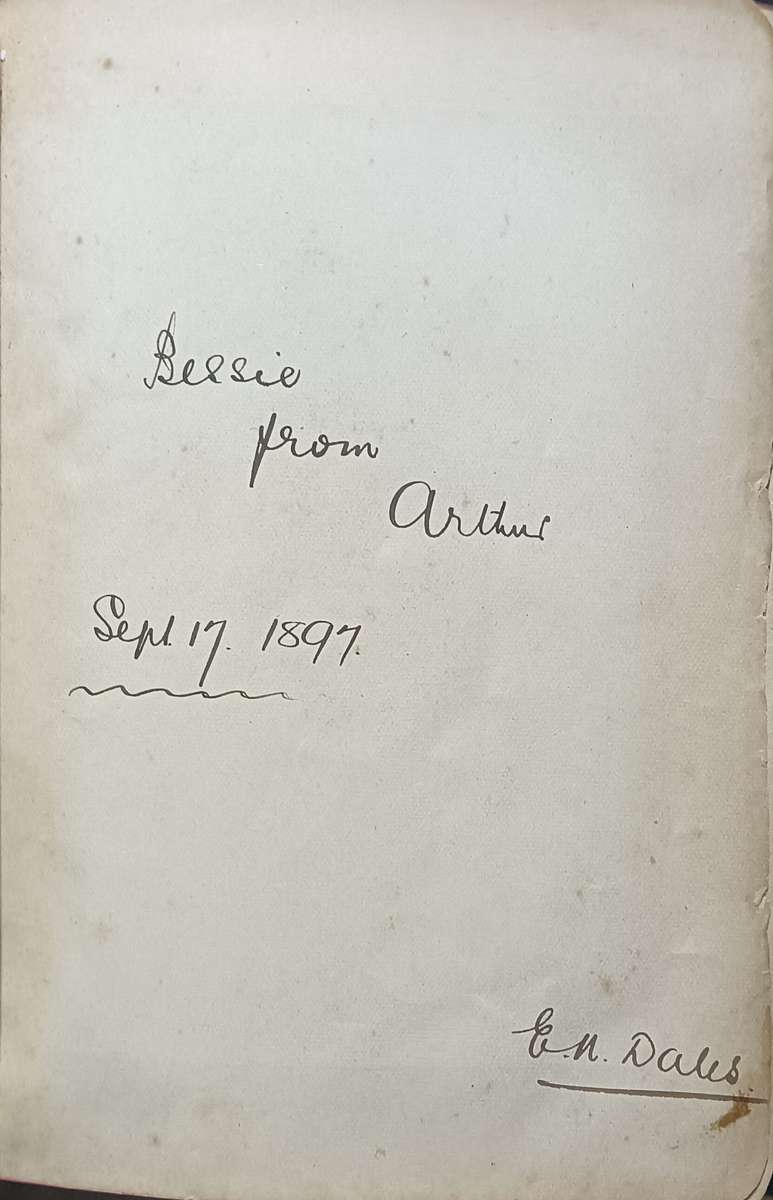 Bessie
from
Arthur
Sept. 17. 1897.
E.N. Dales.